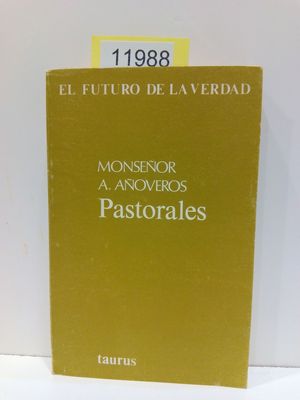 11988
EL FUTURO DE LA VERDAD
MONSEÑOR
A. AÑOVEROS
Pastorales
taurus